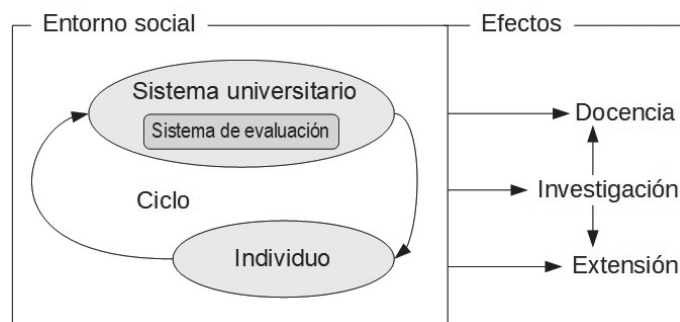 Entorno social
Efectos
Sistema universitario
Sistema de evaluación
Docencia
Ciclo
Investigación
Individuo
Extensión